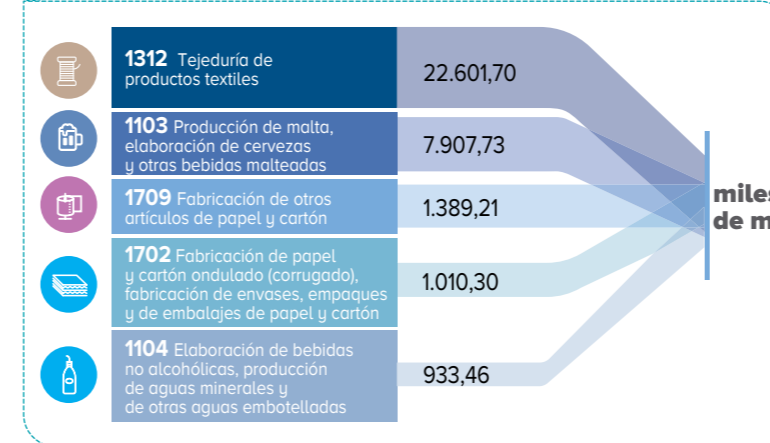 1312 Tejeduría de
productos textiles
22.601,70
1103 Producción de malta,
elaboración de cervezas
y otras bebidas malteadas
7.907,73
1709 Fabricación de otros
artículos de papel y cartón
1.389,21
1702 Fabricación de papel
y cartón ondulado (corrugado),
fabricación de envases, empaques
y de embalajes de papel y cartón
1.010,30
1104 Elaboración de bebidas
no alcohólicas, producción
de aguas minerales y
de otras aguas embotelladas
933,46
de